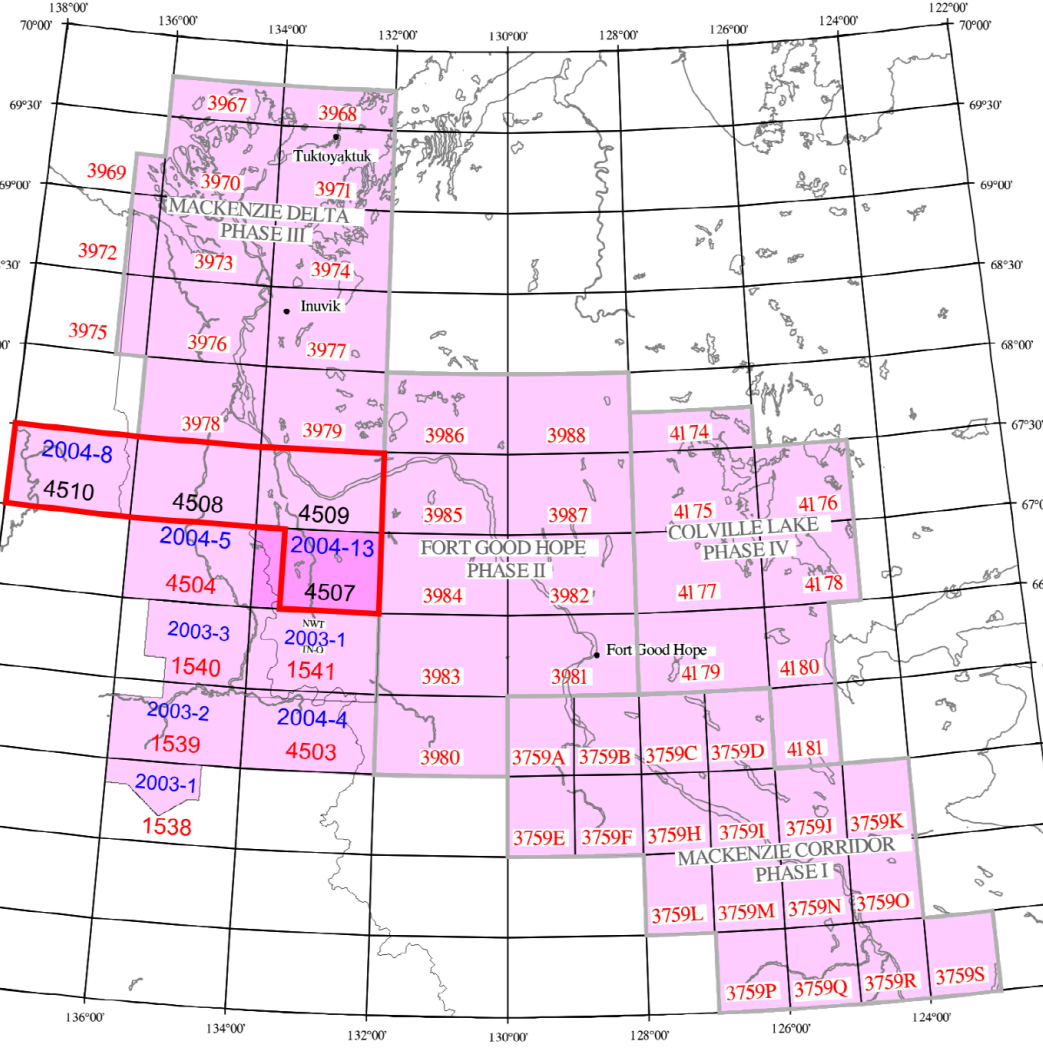 138°00' 136°00' 134°00' 132°00' 130°00' 128°00' 126°00' 124°00' 122°00'
70°00' 70°00'
69°30' 69°30'
3967 3968
Tuktoyaktuk
3969 3970 3971
69°00' 69°00'
MACKENZIE DELTA
PHASE III
3972 3973 3974
:30' 68°30'
Inuvik
3975 3976 3977
00' 68°00'
3978 3979 3986 3988 4174
67°30'
2004-8
4510 4508 4509 3985 3987 4175 4176
67°0
2004-5 2004-13 FORT GOOD HOPE COLVILLE LAKE
PHASE II PHASE IV
4504 4507 3984 3982 4177 4178
66°
NWT
2003-3 2003-1
IN-O
Fort Good Hope
1540 1541 3983 3981 4179 4180
2003-2 2004-4
1539 4503 3980 3759A 3759B 3759C 3759D 4181
2003-1
1538 3759E 3759F 3759H 3759I 3759J 3759K
MACKENZIE CORRIDOR
PHASE I
3759L 3759M 3759N 3759O
3759P 3759Q 3759R 3759S
136°00' 134°00' 132°00' 130°00' 128°00' 126°00' 124°00'